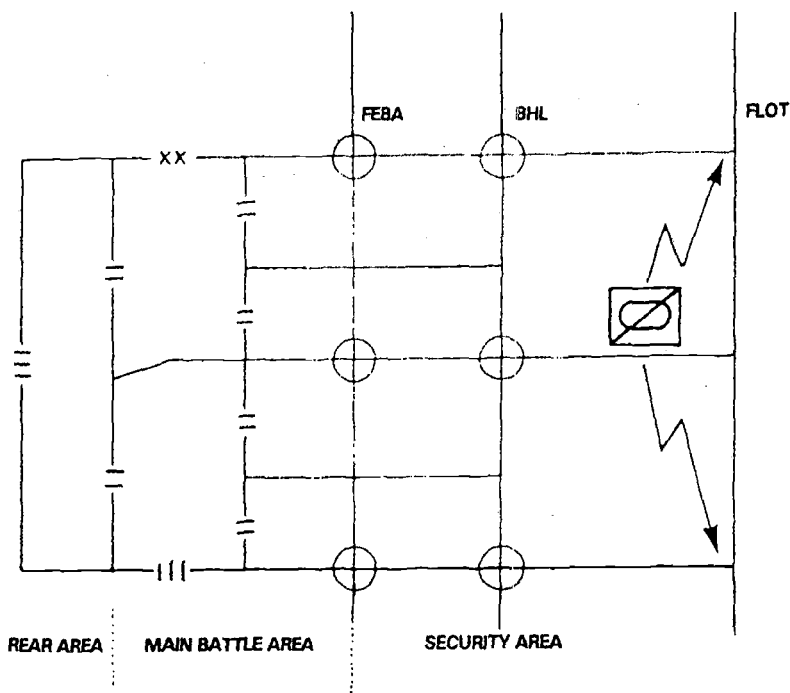 FEBA
BHL
FLOT
XX
REAR AREA
MAIN BATTLE AREA
SECURITY AREA